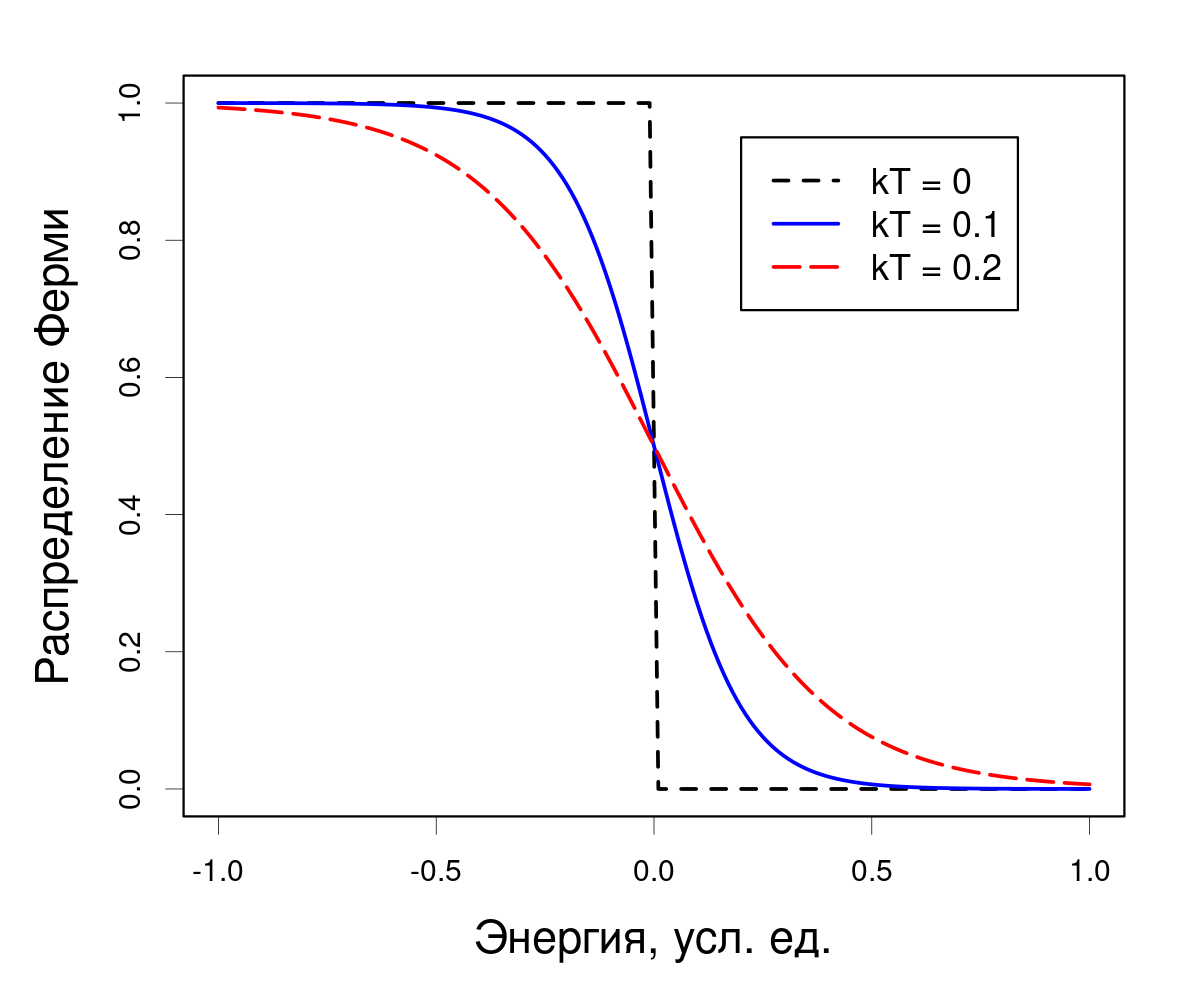 Распределение Ферми
1.0
0.8
0.6
0.4
0.2
0.0
kT = 0
kT = 0.1
kT = 0.2
-1.0 -0.5 0.0 0.5 1.0
Энергия, усл. ед.